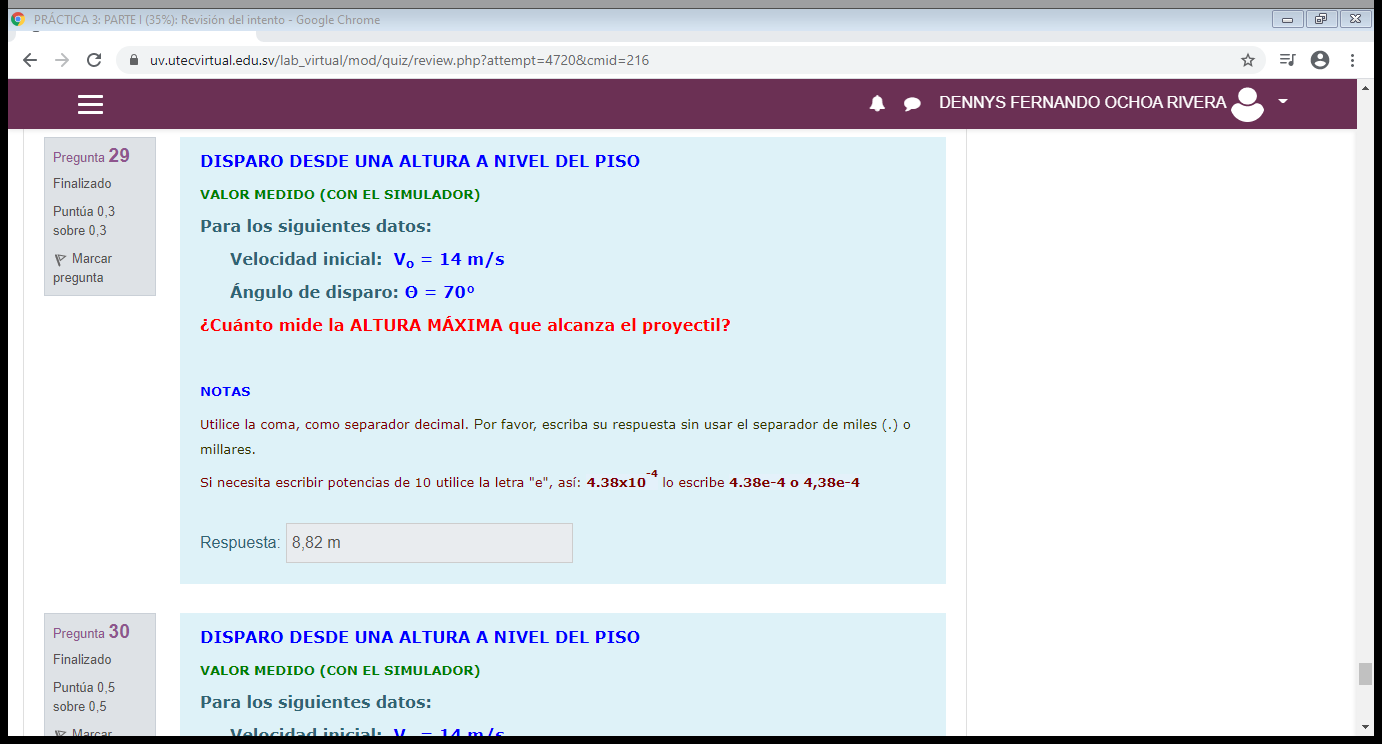 PRÁCTICA 3: PARTE I (35%): Revisión del intento - Google Chrome
uv.utecvirtual.edu.sv/lab_virtual/mod/quiz/review.php?attempt=4720&cmid=216
DENNYS FERNANDO OCHOA RIVERA
Pregunta 29
Finalizado
Puntúa 0,3
sobre 0,3
Marcar
pregunta
DISPARO DESDE UNA ALTURA A NIVEL DEL PISO
VALOR MEDIDO (CON EL SIMULADOR)
Para los siguientes datos:
Velocidad inicial: Vo = 14 m/s
Ángulo de disparo: Θ = 70º
¿Cuánto mide la ALTURA MÁXIMA que alcanza el proyectil?
NOTAS
Utilice la coma, como separador decimal. Por favor, escriba su respuesta sin usar el separador de miles (.) o
millares.
Si necesita escribir potencias de 10 utilice la letra "e", así: 4.38x10-4 lo escribe 4.38e-4 o 4,38e-4
Respuesta: 8,82 m
Pregunta 30
Finalizado
Puntúa 0,5
sobre 0,5
Marcar
DISPARO DESDE UNA ALTURA A NIVEL DEL PISO
VALOR MEDIDO (CON EL SIMULADOR)
Para los siguientes datos:
Velocidad inicial: V = 14 m/s